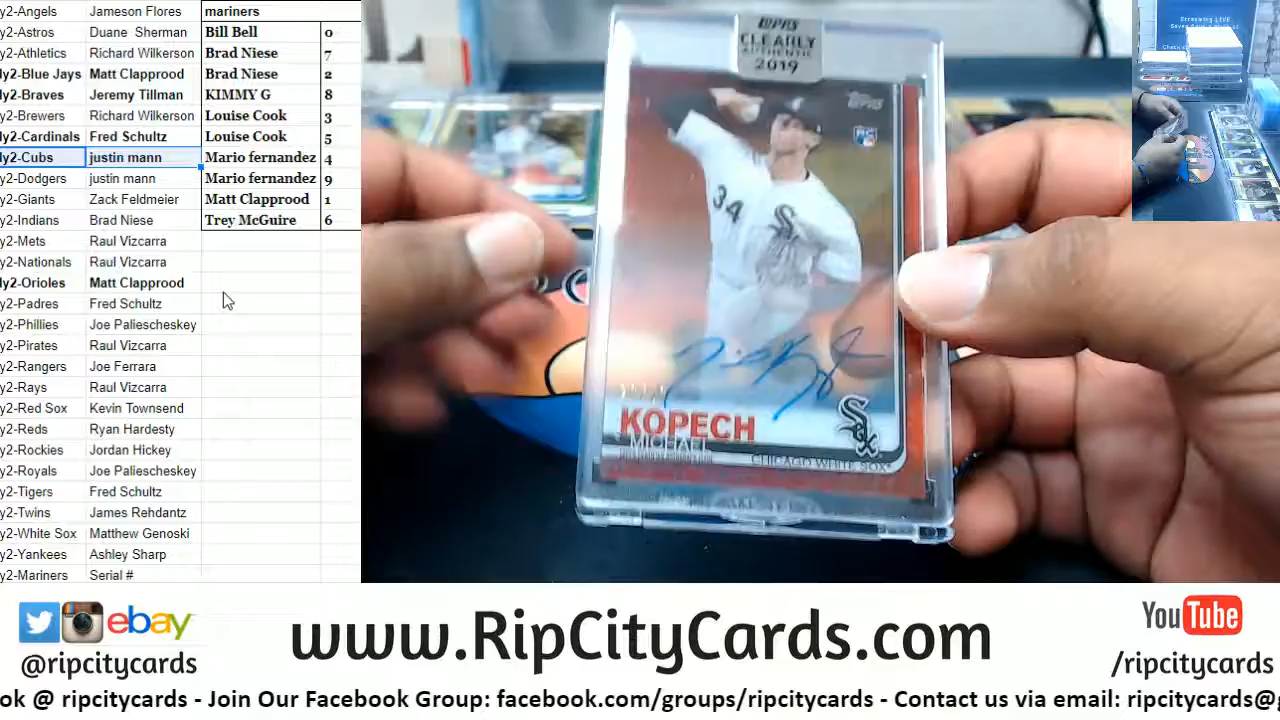 y2-Angels Jameson Flores mariners
y2-Astros Duane Sherman Bill Bell 0
y2-Athletics Richard Wilkerson Brad Niese 7
ly2-Blue Jays Matt Clapprood Brad Niese 2
ly2-Braves Jeremy Tillman KIMMY G 8
y2-Brewers Richard Wilkerson Louise Cook 3
ly2-Cardinals Fred Schultz Louise Cook 5
ly2-Cubs justin mann Mario fernandez 4
y2-Dodgers justin mann Mario fernandez 9
y2-Giants Zack Feldmeier Matt Clapprood 1
y2-Indians Brad Niese Trey McGuire 6
y2-Mets Raul Vizcarra
y2-Nationals Raul Vizcarra
ly2-Orioles Matt Clapprood
y2-Padres Fred Schultz
y2-Phillies Joe Paliescheskey
y2-Pirates Raul Vizcarra
y2-Rangers Joe Ferrara
y2-Rays Raul Vizcarra
y2-Red Sox Kevin Townsend
y2-Reds Ryan Hardesty
y2-Rockies Jordan Hickey
y2-Royals Joe Paliescheskey
y2-Tigers Fred Schultz
y2-Twins James Rehdantz
y2-White Sox Matthew Genoski
y2-Yankees Ashley Sharp
y2-Mariners Serial #
TOPPS
CLEARLY
AUTHENTIC
2019
TOPPS
RC
34
Sox
KOPECH
MICHAEL
CHICAGO WHITE SOX
Sox
ebay
@ripcitycards
www.RipCityCards.com
YouTube
/ripcitycards
ok @ ripcitycards - Join Our Facebook Group: facebook.com/groups/ripcitycards - Contact us via email: ripcitycards@g